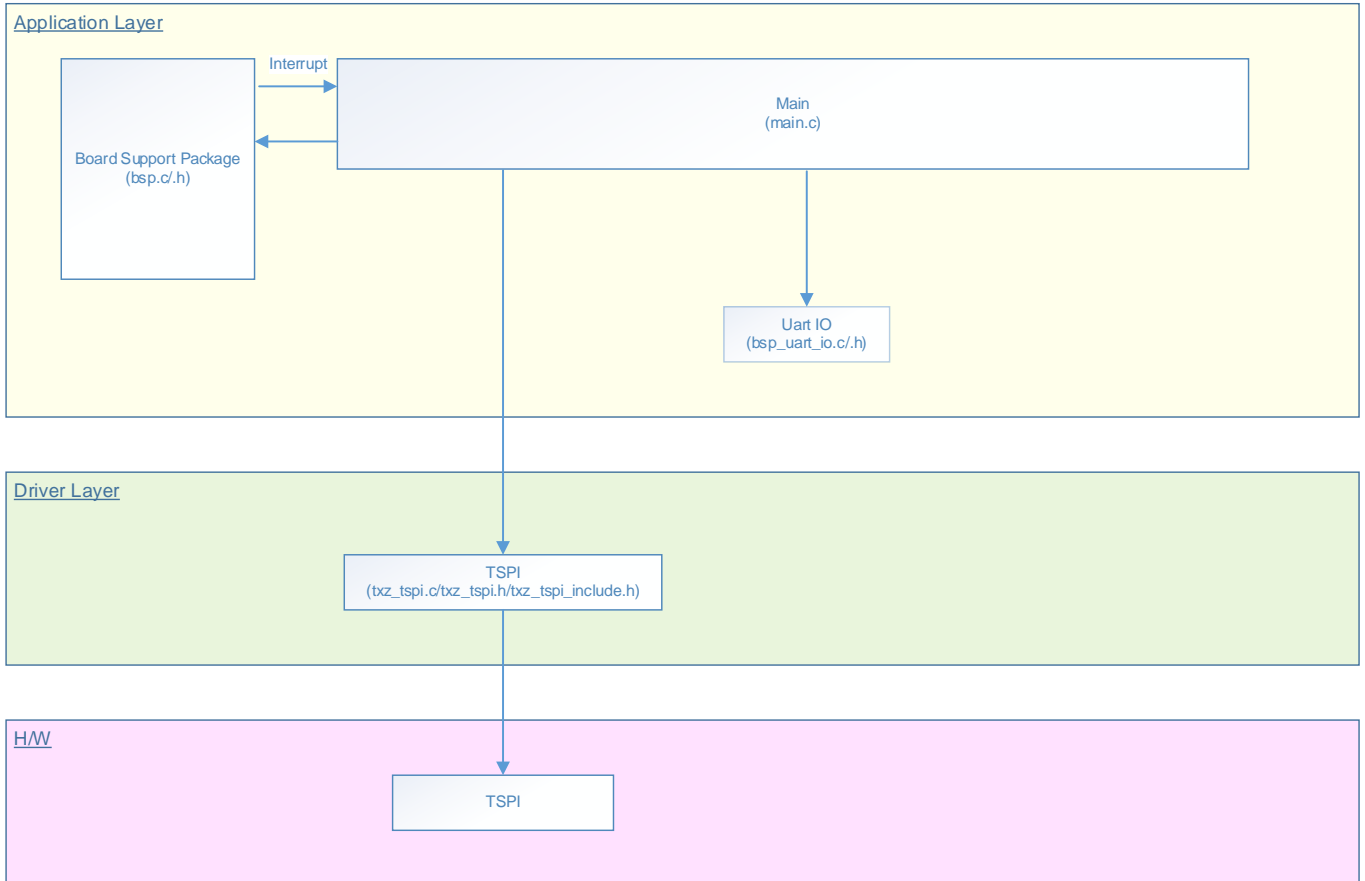 Application Layer
Interrupt
Main
(main.c)
Board Support Package
(bsp.c/.h)
Uart IO
(bsp_uart_io.c/.h)
Driver Layer
TSPI
(txz_tspi.c/txz_tspi.h/txz_tspi_include.h)
H/W
TSPI